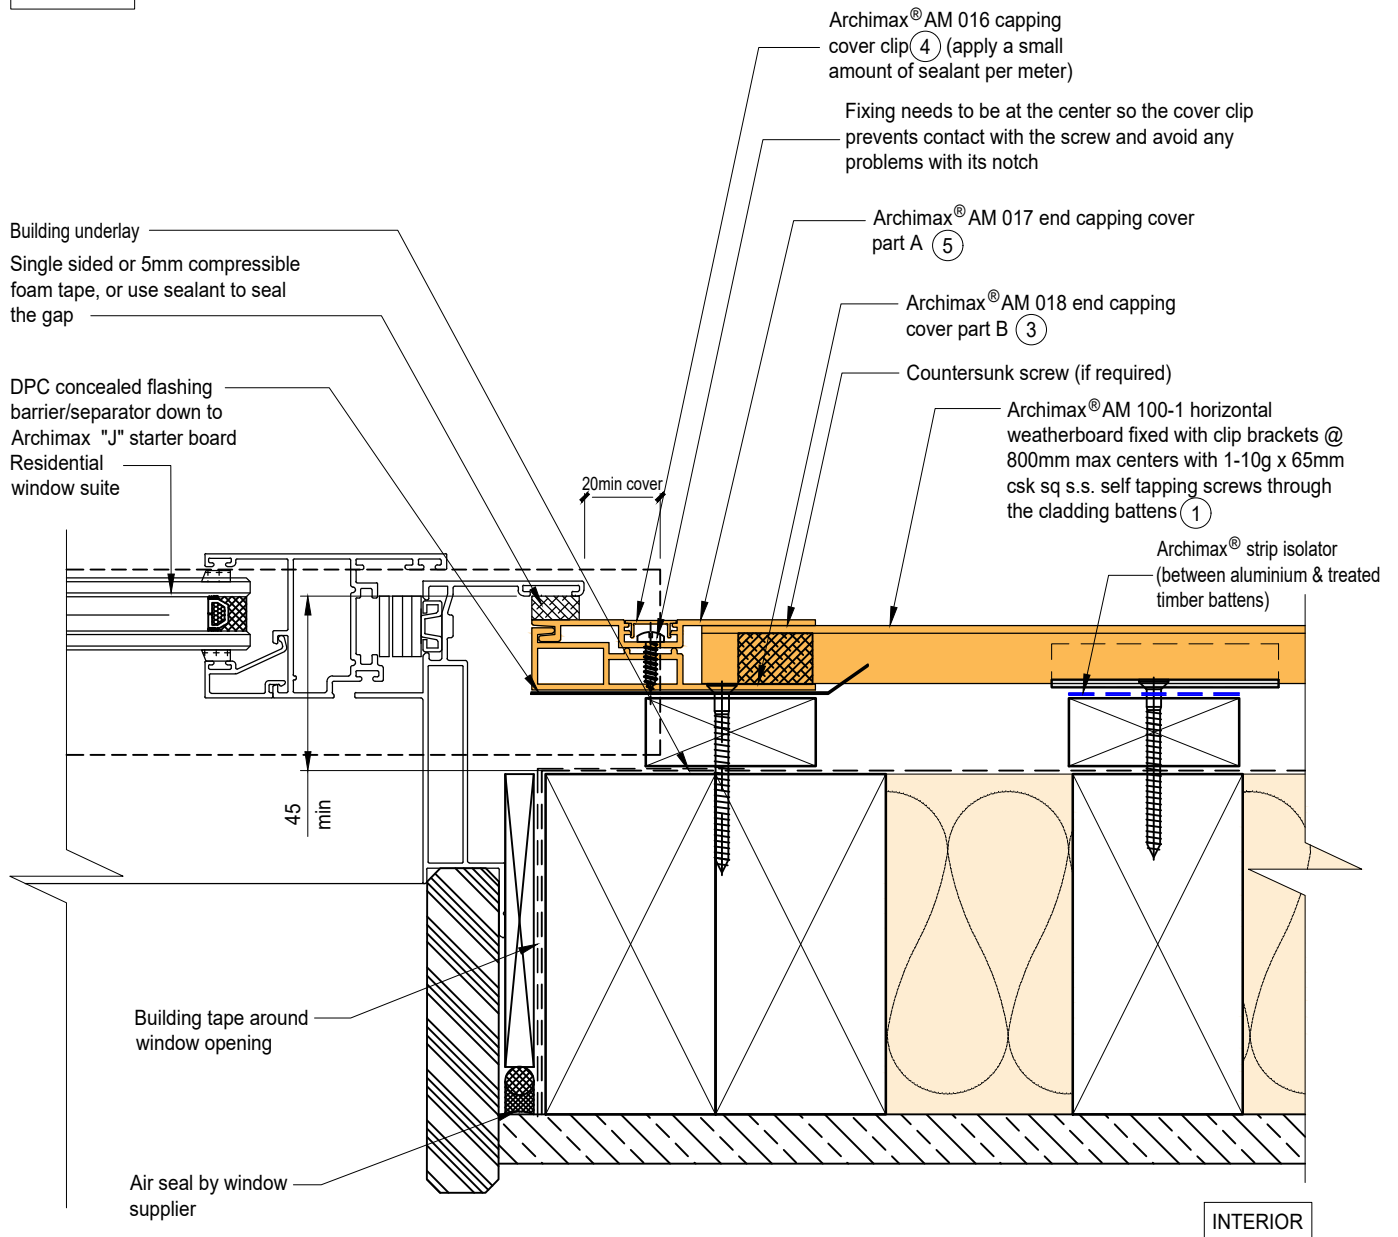 Archimax® AM 016 capping
cover clip 4 (apply a small
amount of sealant per meter)
Fixing needs to be at the center so the cover clip
prevents contact with the screw and avoid any
problems with its notch
Building underlay
Archimax® AM 017 end capping cover
part A 5
Single sided or 5mm compressible
foam tape, or use sealant to seal
the gap
Archimax® AM 018 end capping
cover part B 3
DPC concealed flashing
barrier/separator down to
Archimax "J" starter board
Countersunk screw (if required)
Archimax® AM 100-1 horizontal
weatherboard fixed with clip brackets @
800mm max centers with 1-10g x 65mm
csk sq s.s. self tapping screws through
the cladding battens 1
Residential
window suite
20min cover
Archimax® strip isolator
(between aluminium & treated
timber battens)
45
min
Building tape around
window opening
Air seal by window
supplier
INTERIOR